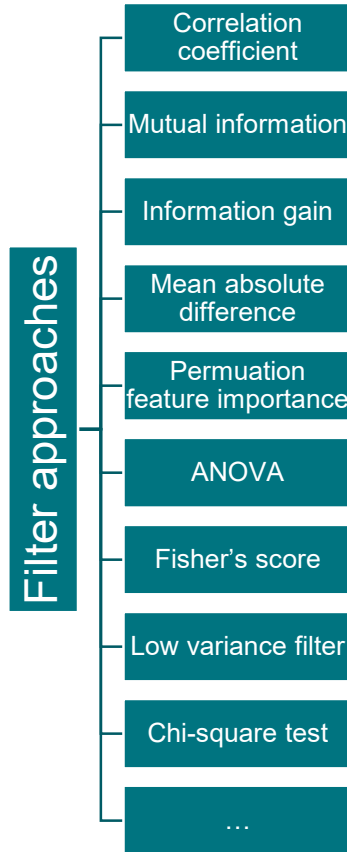 Filter approaches
Correlation
coefficient
Mutual information
Information gain
Mean absolute
difference
Permuation
feature importance
ANOVA
Fisher’s score
Low variance filter
Chi-square test
…